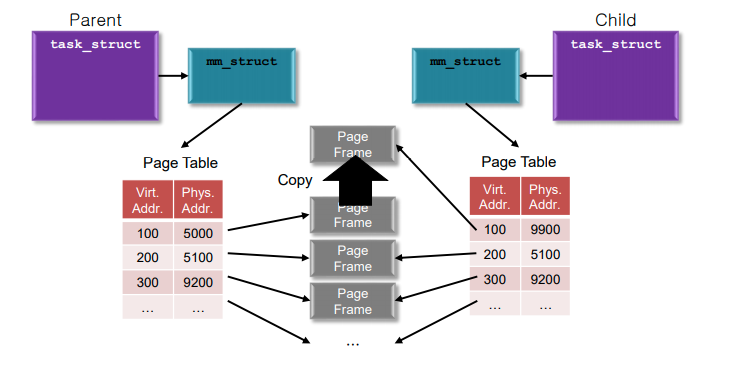 Parent
Child
task_struct
mm_struct
mm_struct
task_struct
Page
Frame
Page Table
Page Table
Copy
Virt. Phys.
Addr. Addr.
100 5000
200 5100
300 9200
... ...
Page
Frame
Page
Frame
Page
Frame
...
Virt. Phys.
Addr. Addr.
100 9900
200 5100
300 9200
... ...